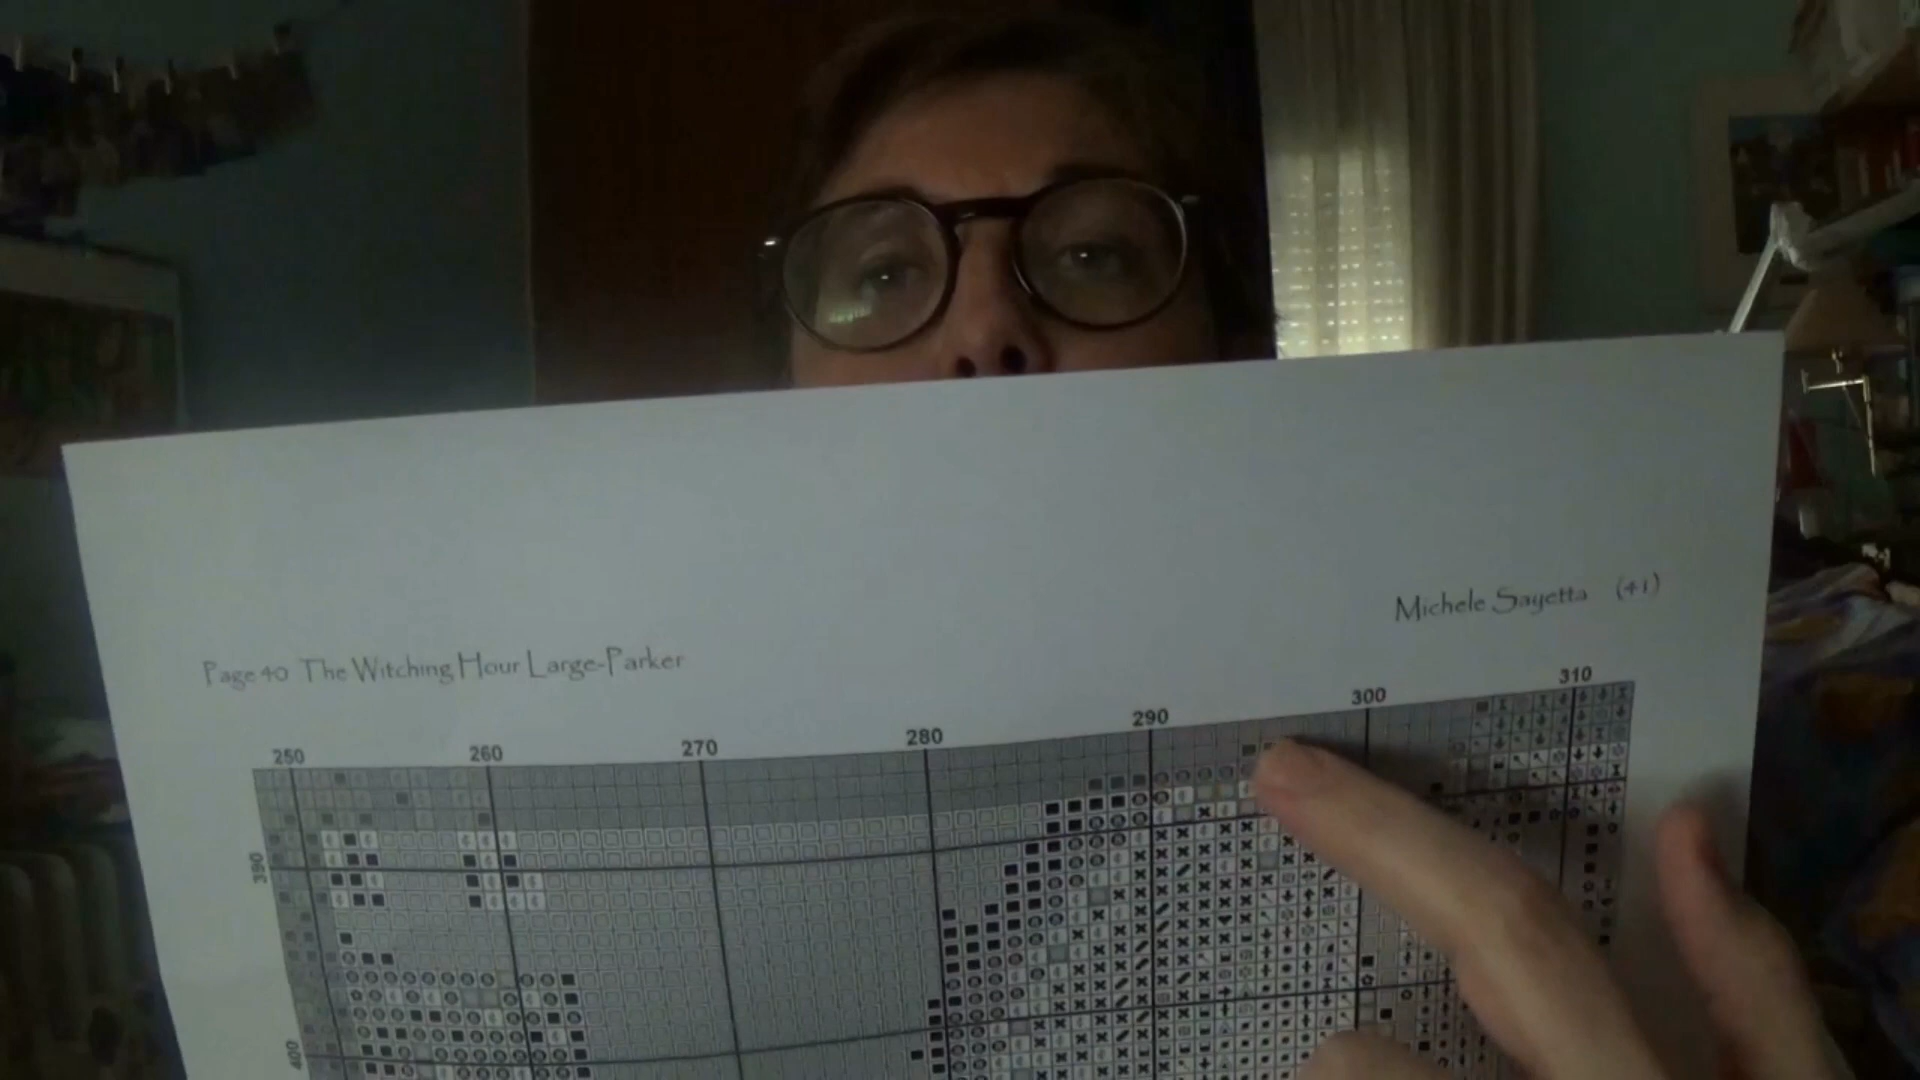 Michele Sayetta (41)
Page 40 The Witching Hour Large-Parker
250 260 270 280 290 300 310
390
400